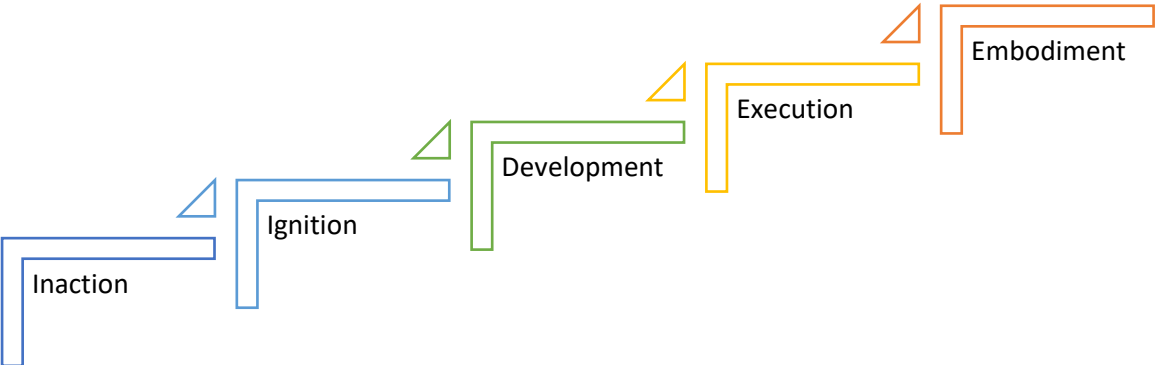 Inaction
Ignition
Development
Execution
Embodiment